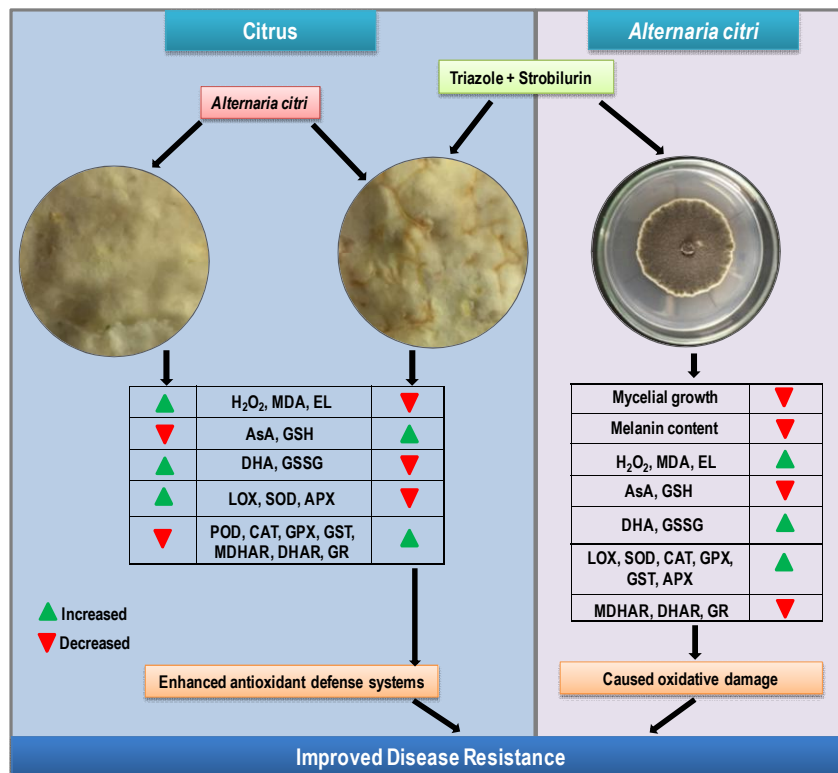 Citrus
Alternaria citri
Triazole + Strobilurin
Alternaria citri
H₂O₂, MDA, EL
AsA, GSH
DHA, GSSG
LOX, SOD, APX
POD, CAT, GPX, GST,
MDHAR, DHAR, GR
Increased
Decreased
Enhanced antioxidant defense systems
Mycelial growth
Melanin content
H₂O₂, MDA, EL
AsA, GSH
DHA, GSSG
LOX, SOD, CAT, GPX,
GST, APX
MDHAR, DHAR, GR
Caused oxidative damage
Improved Disease Resistance